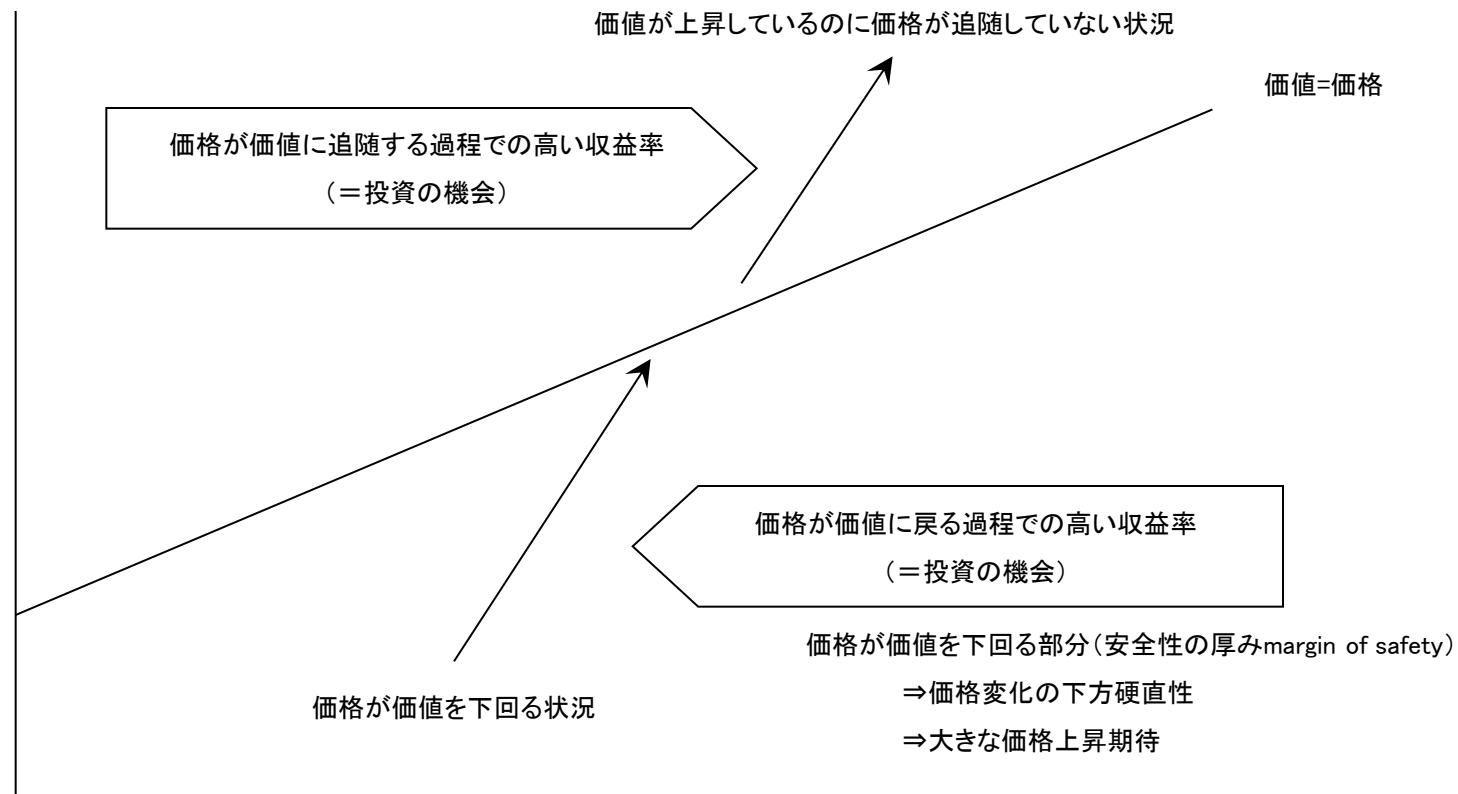 価値が上昇しているのに価格が追随していない状況
価値=価格
価格が価値に追随する過程での高い収益率
（＝投資の機会）
価格が価値に戻る過程での高い収益率
（＝投資の機会）
価格が価値を下回る部分（安全性の厚みmargin of safety）
⇒価格変化の下方硬直性
⇒大きな価格上昇期待
価格が価値を下回る状況